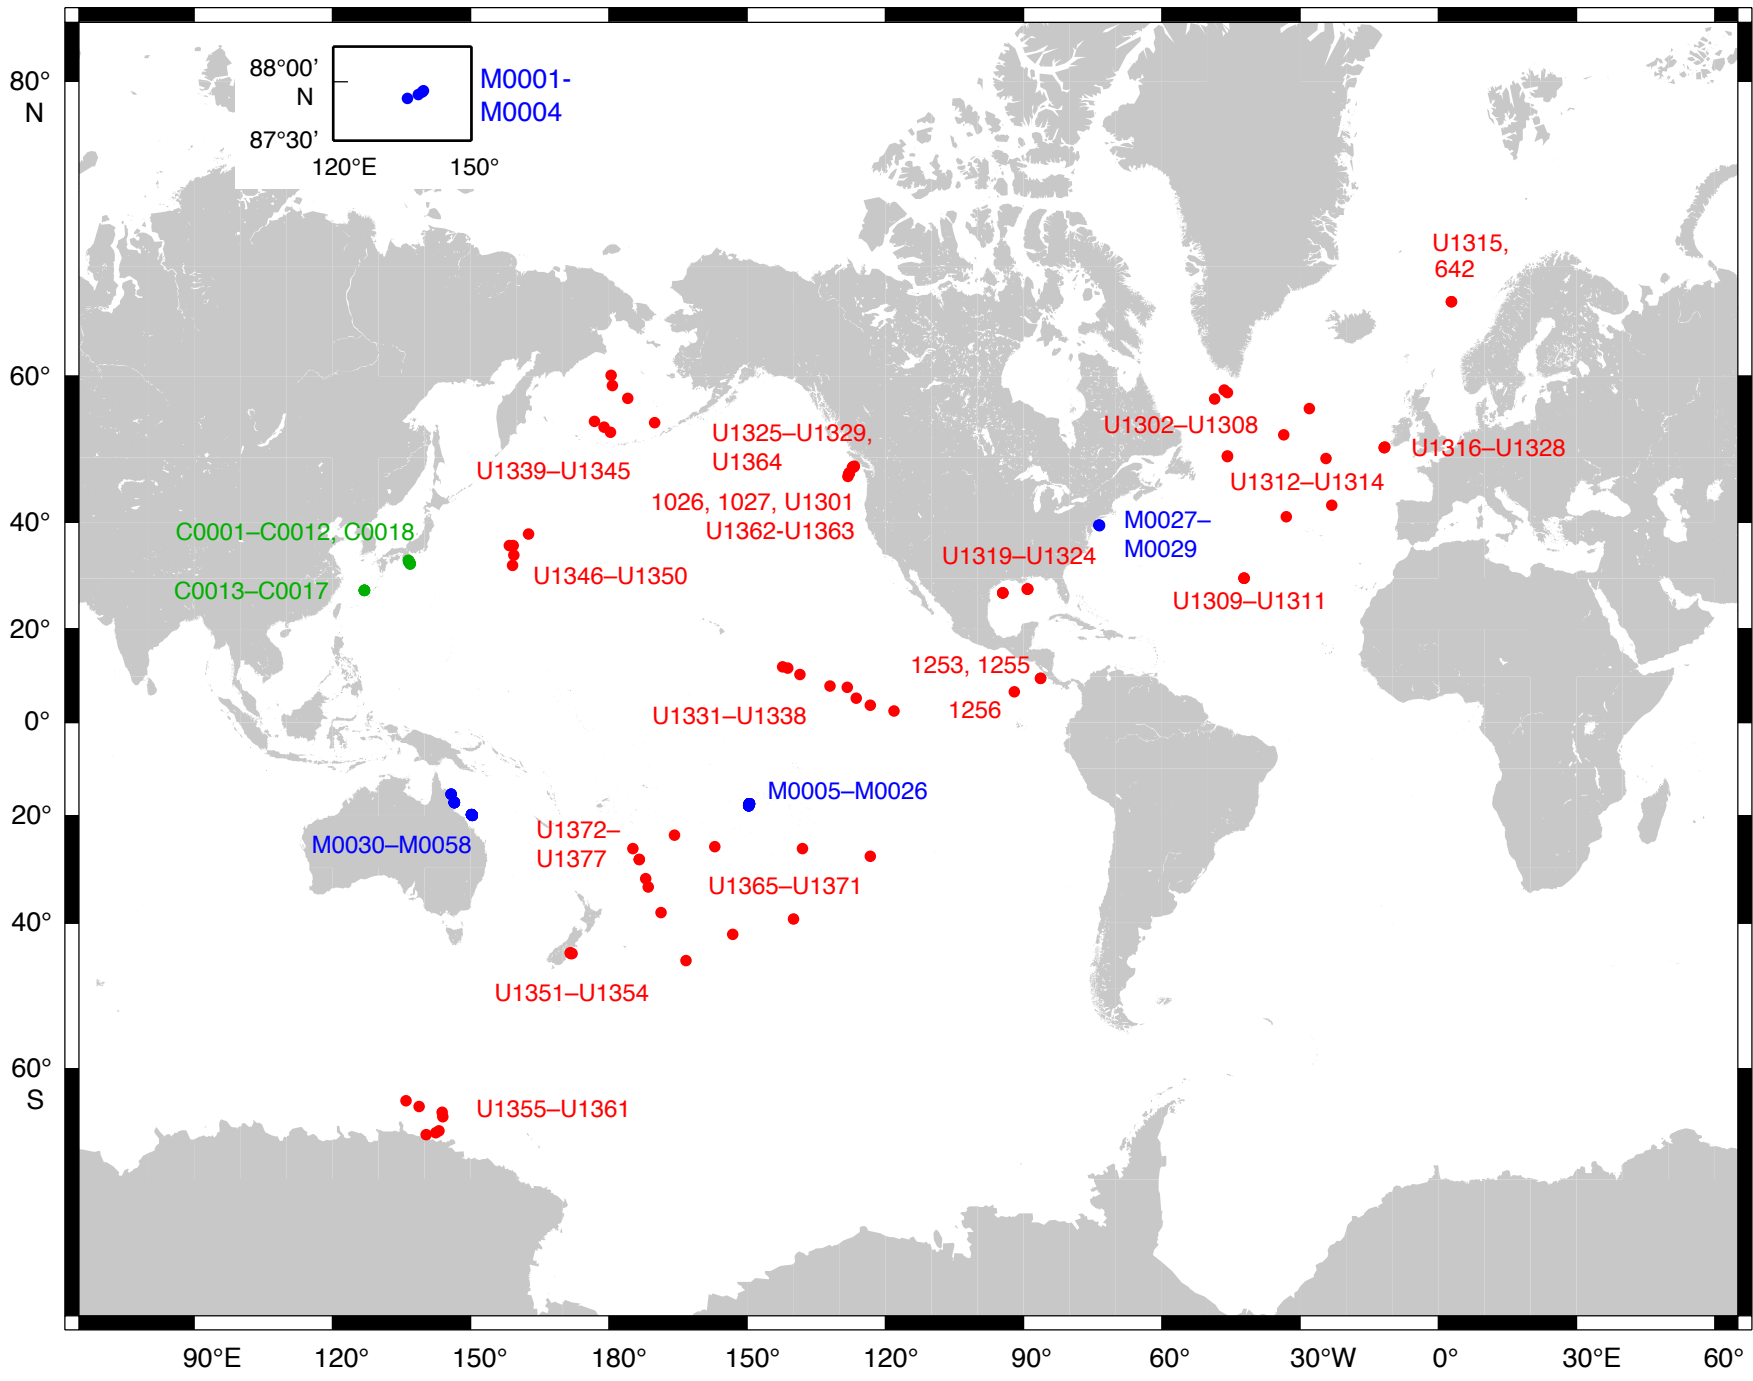 88°00'
N
87°30'
120°E 150°
M0001-
M0004
80°
N
60°
40°
20°
0°
20°
40°
60°
S
U1315,
642
U1302–U1308
U1316–U1328
U1312–U1314
U1325–U1329,
U1364
U1339–U1345
1026, 1027, U1301
U1362-U1363
C0001–C0012, C0018
M0027–
M0029
U1319–U1324
U1346–U1350
C0013–C0017
U1309–U1311
1253, 1255
1256
U1331–U1338
M0005–M0026
U1372–
U1377
M0030–M0058
U1365–U1371
U1351–U1354
U1355–U1361
90°E 120° 150° 180° 150° 120° 90° 60° 30°W 0° 30°E 60°